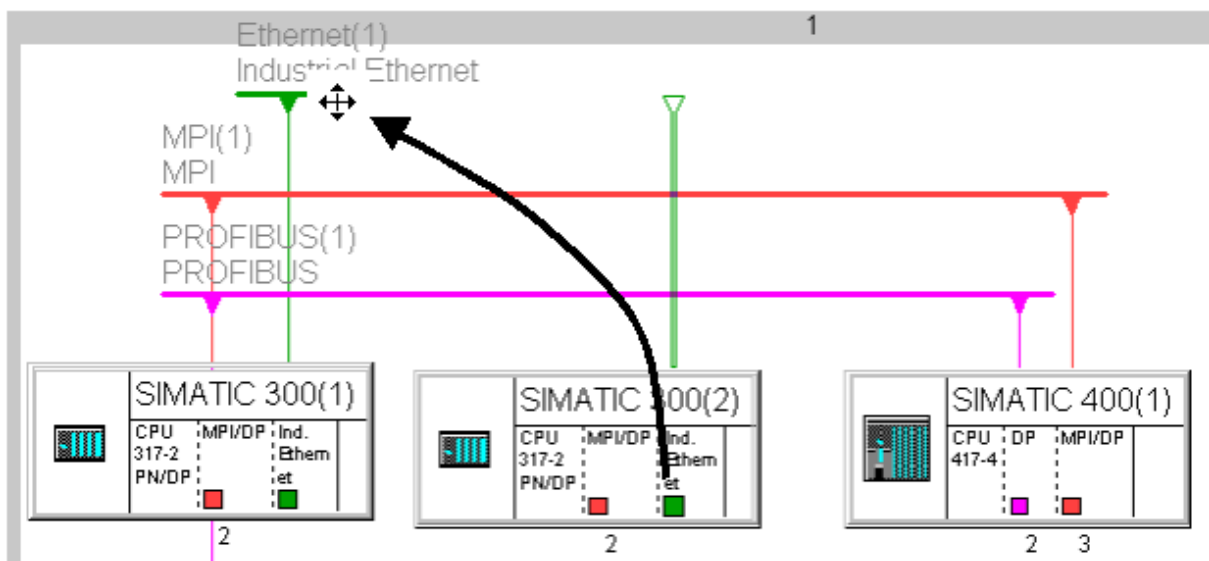 1
Ethernet(1)
Industrial Ethernet
MPI(1)
MPI
PROFIBUS(1)
PROFIBUS
SIMATIC 300(1)
CPU
317-2
PN/DP
MPI/DP
Ind.
Ethern
et
2
SIMATIC 300(2)
CPU
317-2
PN/DP
MPI/DP
Ind.
Ethern
et
2
SIMATIC 400(1)
CPU
417-4
DP
MPI/DP
2
3